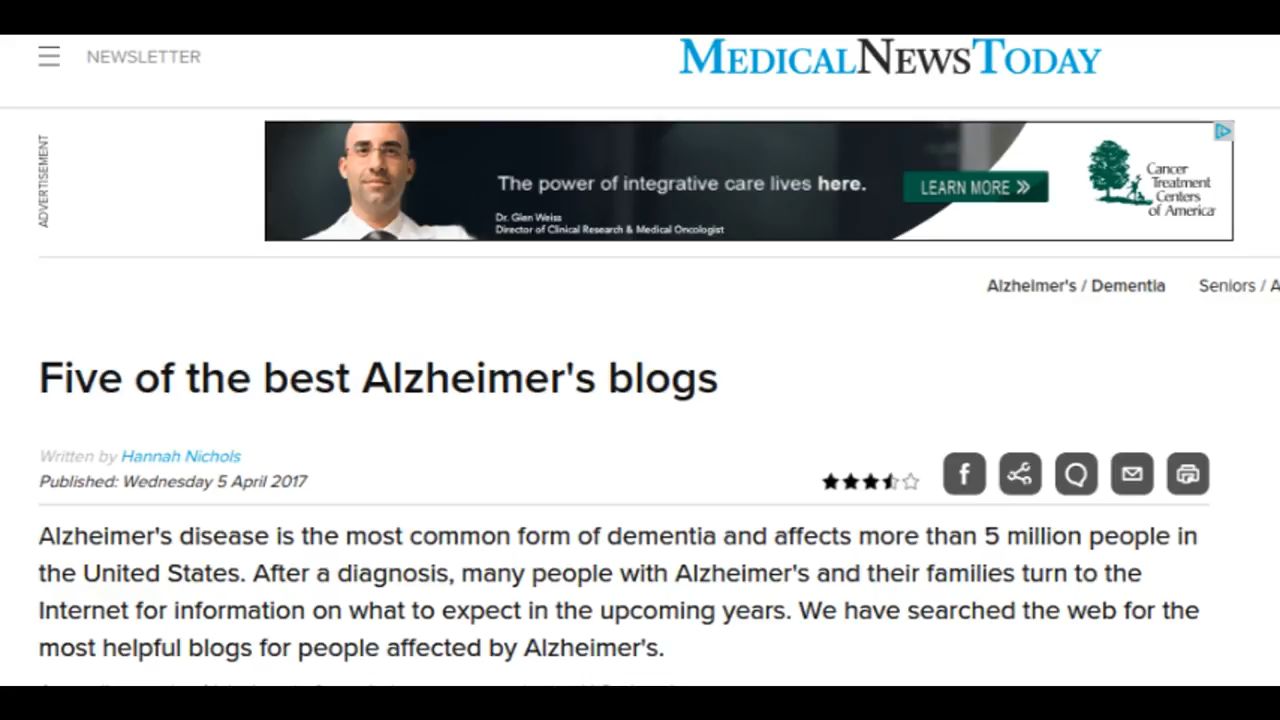 NEWSLETTER
MEDICALNEWSTODAY
ADVERTISEMENT
The power of integrative care lives here.
Dr. Glen Weiss
Director of Clinical Research & Medical Oncologist
LEARN MORE »
Cancer
Treatment
Centers
of America
Alzheimer's / Dementia
Seniors / A
Five of the best Alzheimer's blogs
Written by Hannah Nichols
Published: Wednesday 5 April 2017
f
Alzheimer's disease is the most common form of dementia and affects more than 5 million people in
the United States. After a diagnosis, many people with Alzheimer's and their families turn to the
Internet for information on what to expect in the upcoming years. We have searched the web for the
most helpful blogs for people affected by Alzheimer's.